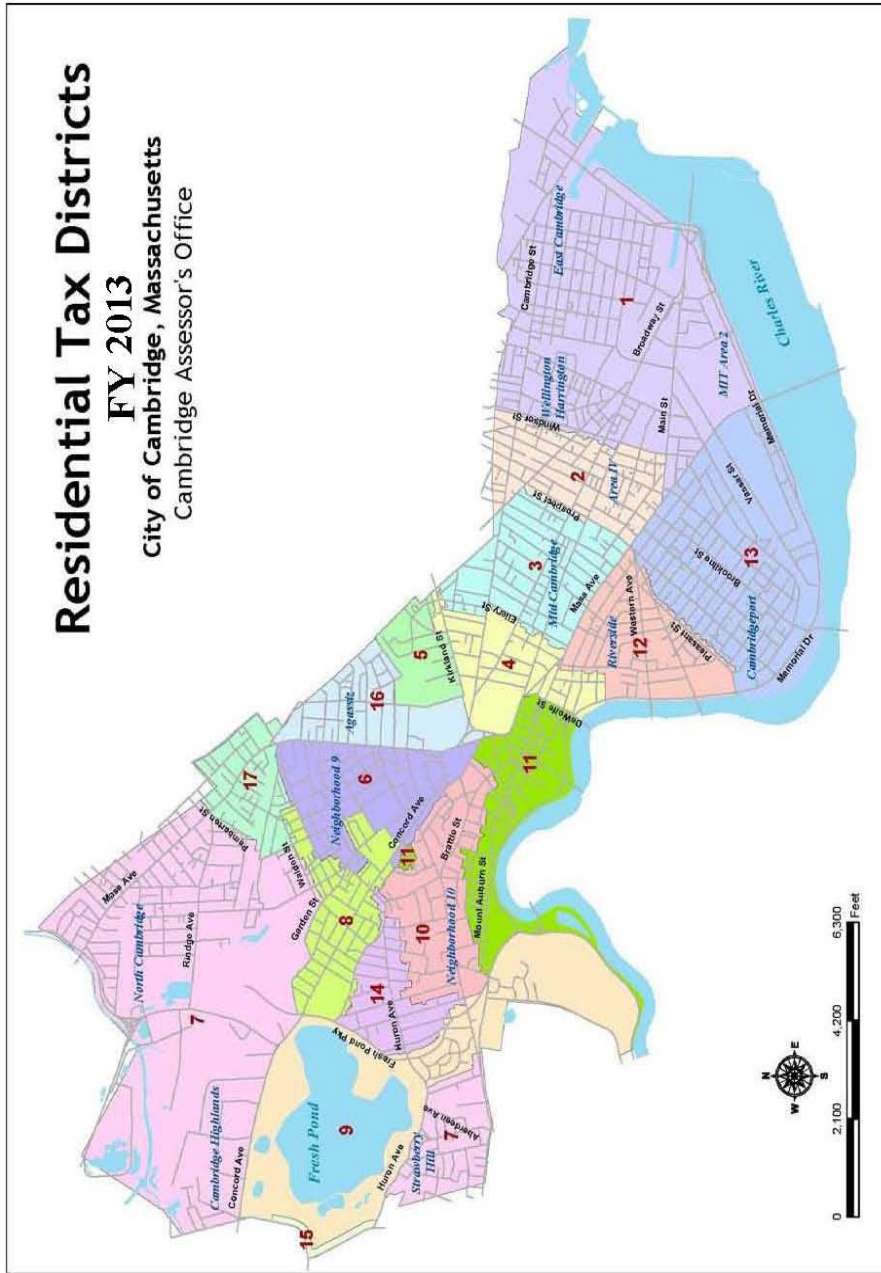 Residential Tax Districts
FY 2013
City of Cambridge, Massachusetts
Cambridge Assessor's Office
Mass Ave
North Cambridge
Rindge Ave
7
Pemberton St
17
Walden St
Cambridge Highlands
Concord Ave
15
Fresh Pond
9
Huron Ave
Strawberry Hill
7
Aberdeen Ave
Fresh Pond Pky
Garden St
8
14
Huron Ave
Neighborhood 9
6
Concord Ave
11
10
Neighborhood 10
Brattle St
Mount Auburn St
11
Agassiz
16
5
Kirkland St
4
DeWolfe St
Ellery St
3
Mid Cambridge
Mass Ave
Riverside
12
Western Ave
Pleasant St
Prospect St
2
Area IV
Windsor St
Wellington
Harrington
Cambridge St
East Cambridge
1
Broadway St
Main St
MIT Area 2
Memorial Dr
Vassar St
Brookline St
13
Cambridgeport
Memorial Dr
Charles River
N
W
E
S
0
2,100
4,200
6,300
Feet